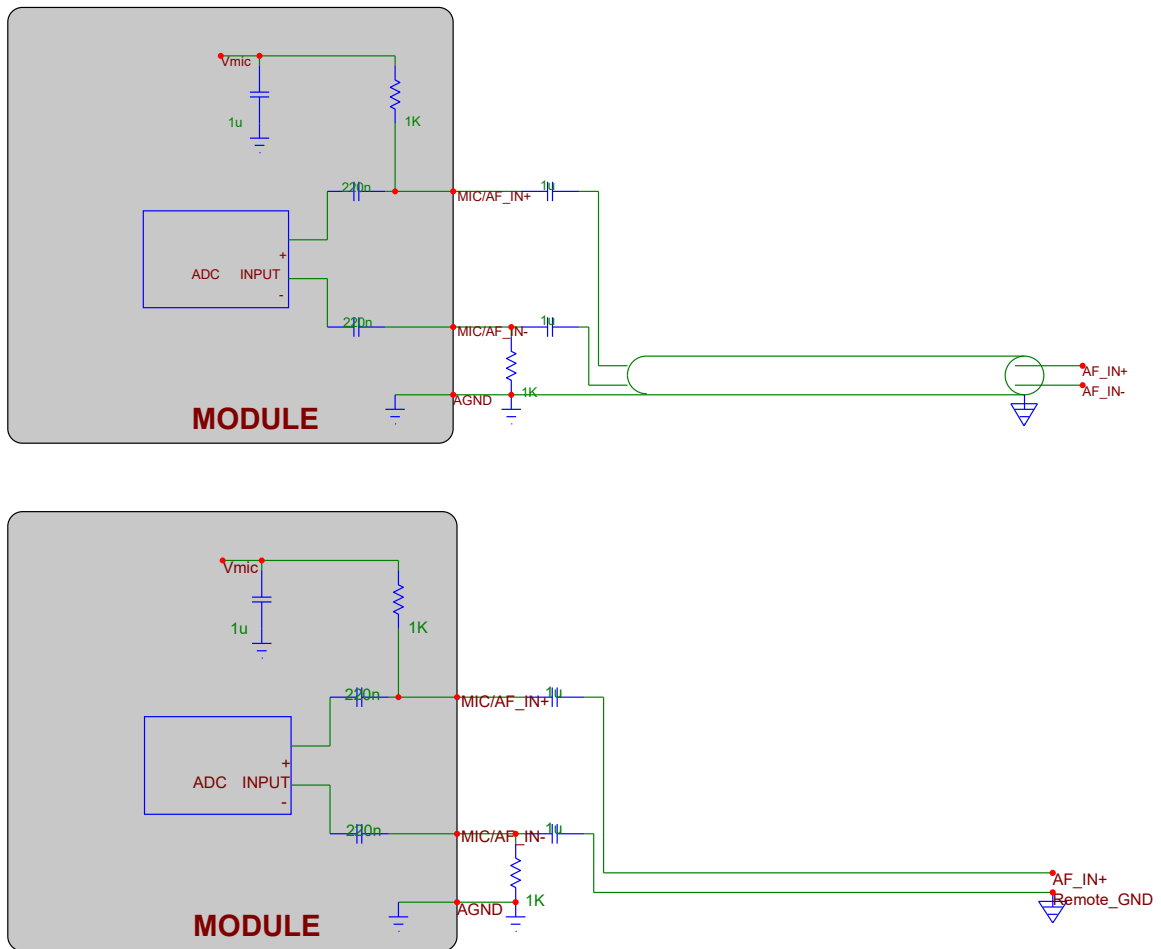 Vmic
1u
1K
220n
MIC/AF_IN+
1u
+
ADC INPUT
-
220n
MIC/AF_IN-
1u
1K
AGND
AF_IN+
AF_IN-
MODULE
Vmic
1u
1K
220n
MIC/AF_IN+
1u
+
ADC INPUT
-
220n
MIC/AF_IN-
1u
1K
AGND
AF_IN+
Remote_GND
MODULE